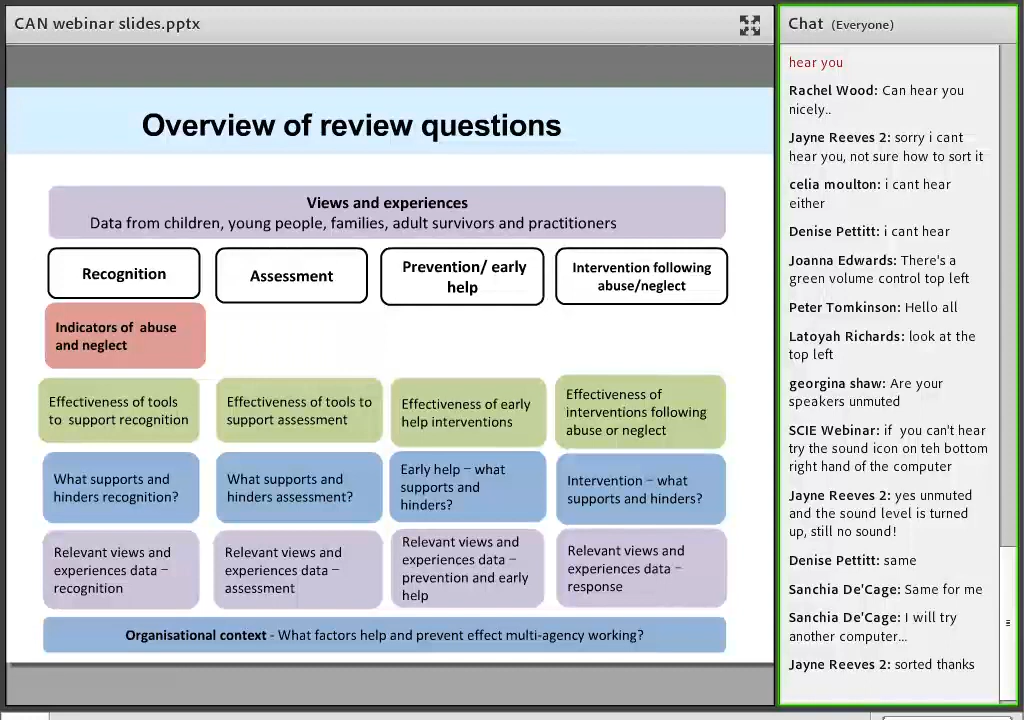 CAN webinar slides.pptx
Overview of review questions
Views and experiences
Data from children, young people, families, adult survivors and practitioners
Recognition
Assessment
Prevention/ early
help
Intervention following
abuse/neglect
Indicators of abuse
and neglect
Effectiveness of tools
to support recognition
Effectiveness of tools to
support assessment
Effectiveness of early
help interventions
Effectiveness of
interventions following
abuse or neglect
What supports and
hinders recognition?
What supports and
hinders assessment?
Early help – what
supports and
hinders?
Intervention – what
supports and hinders?
Relevant views and
experiences data –
recognition
Relevant views and
experiences data –
assessment
Relevant views and
experiences data –
prevention and early
help
Relevant views and
experiences data –
response
Organisational context - What factors help and prevent effect multi-agency working?
Chat (Everyone)
hear you
Rachel Wood: Can hear you
nicely..
Jayne Reeves 2: sorry i cant
hear you, not sure how to sort it
celia moulton: i cant hear
either
Denise Pettitt: i cant hear
Joanna Edwards: There's a
green volume control top left
Peter Tomkinson: Hello all
Latoyah Richards: look at the
top left
georgina shaw: Are your
speakers unmuted
SCIE Webinar: if you can't hear
try the sound icon on teh bottom
right hand of the computer
Jayne Reeves 2: yes unmuted
and the sound level is turned
up, still no sound!
Denise Pettitt: same
Sanchia De'Cage: Same for me
Sanchia De'Cage: I will try
another computer...
Jayne Reeves 2: sorted thanks